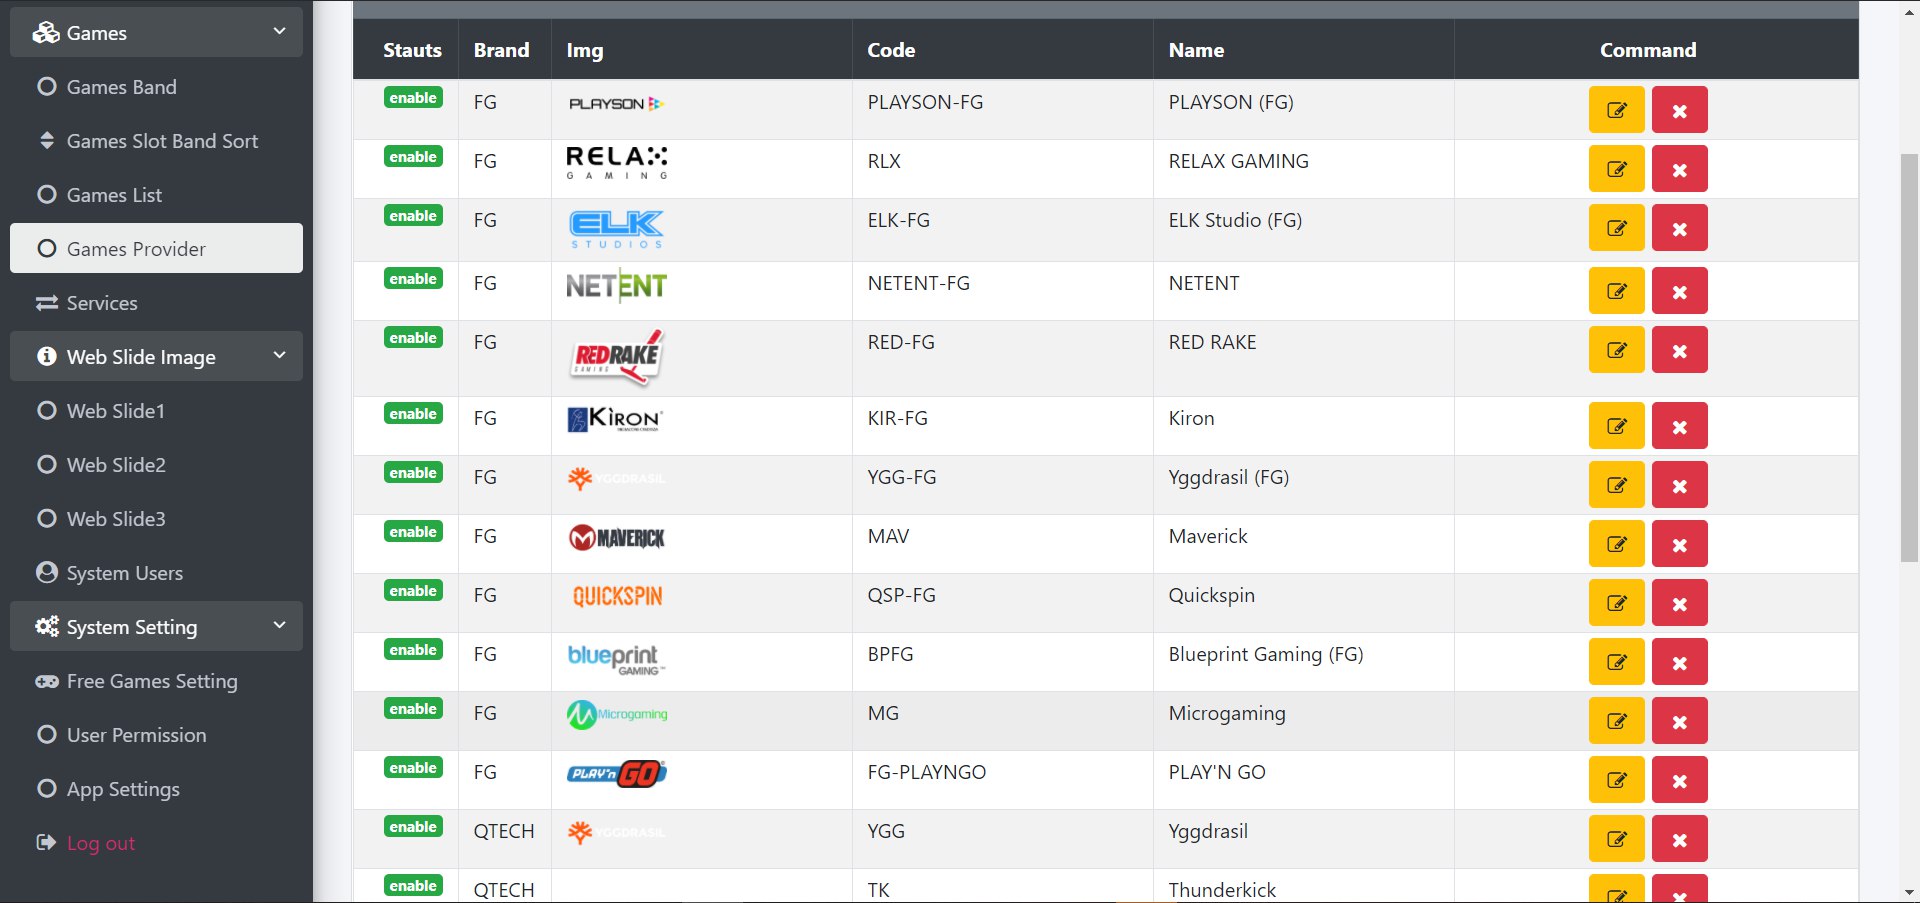 Games
Games Band
Games Slot Band Sort
Games List
Games Provider
Services
Web Slide Image
Web Slide1
Web Slide2
Web Slide3
System Users
System Setting
Free Games Setting
User Permission
App Settings
Log out
Stauts Brand Img Code Name Command
enable FG PLAYSON PLAYSON-FG PLAYSON (FG)
enable FG RELAX GAMING RLX RELAX GAMING
enable FG ELK STUDIOS ELK-FG ELK Studio (FG)
enable FG NETENT NETENT-FG NETENT
enable FG REDRAKE GAMING RED-FG RED RAKE
enable FG KIRON KIR-FG Kiron
enable FG YGGDRASIL YGG-FG Yggdrasil (FG)
enable FG MAVERICK MAV Maverick
enable FG QUICKSPIN QSP-FG Quickspin
enable FG blueprint GAMING™ BPFG Blueprint Gaming (FG)
enable FG Microgaming MG Microgaming
enable FG PLAY'n GO FG-PLAYNGO PLAY'N GO
enable QTECH YGGDRASIL YGG Yggdrasil
enable QTECH TK Thunderkick